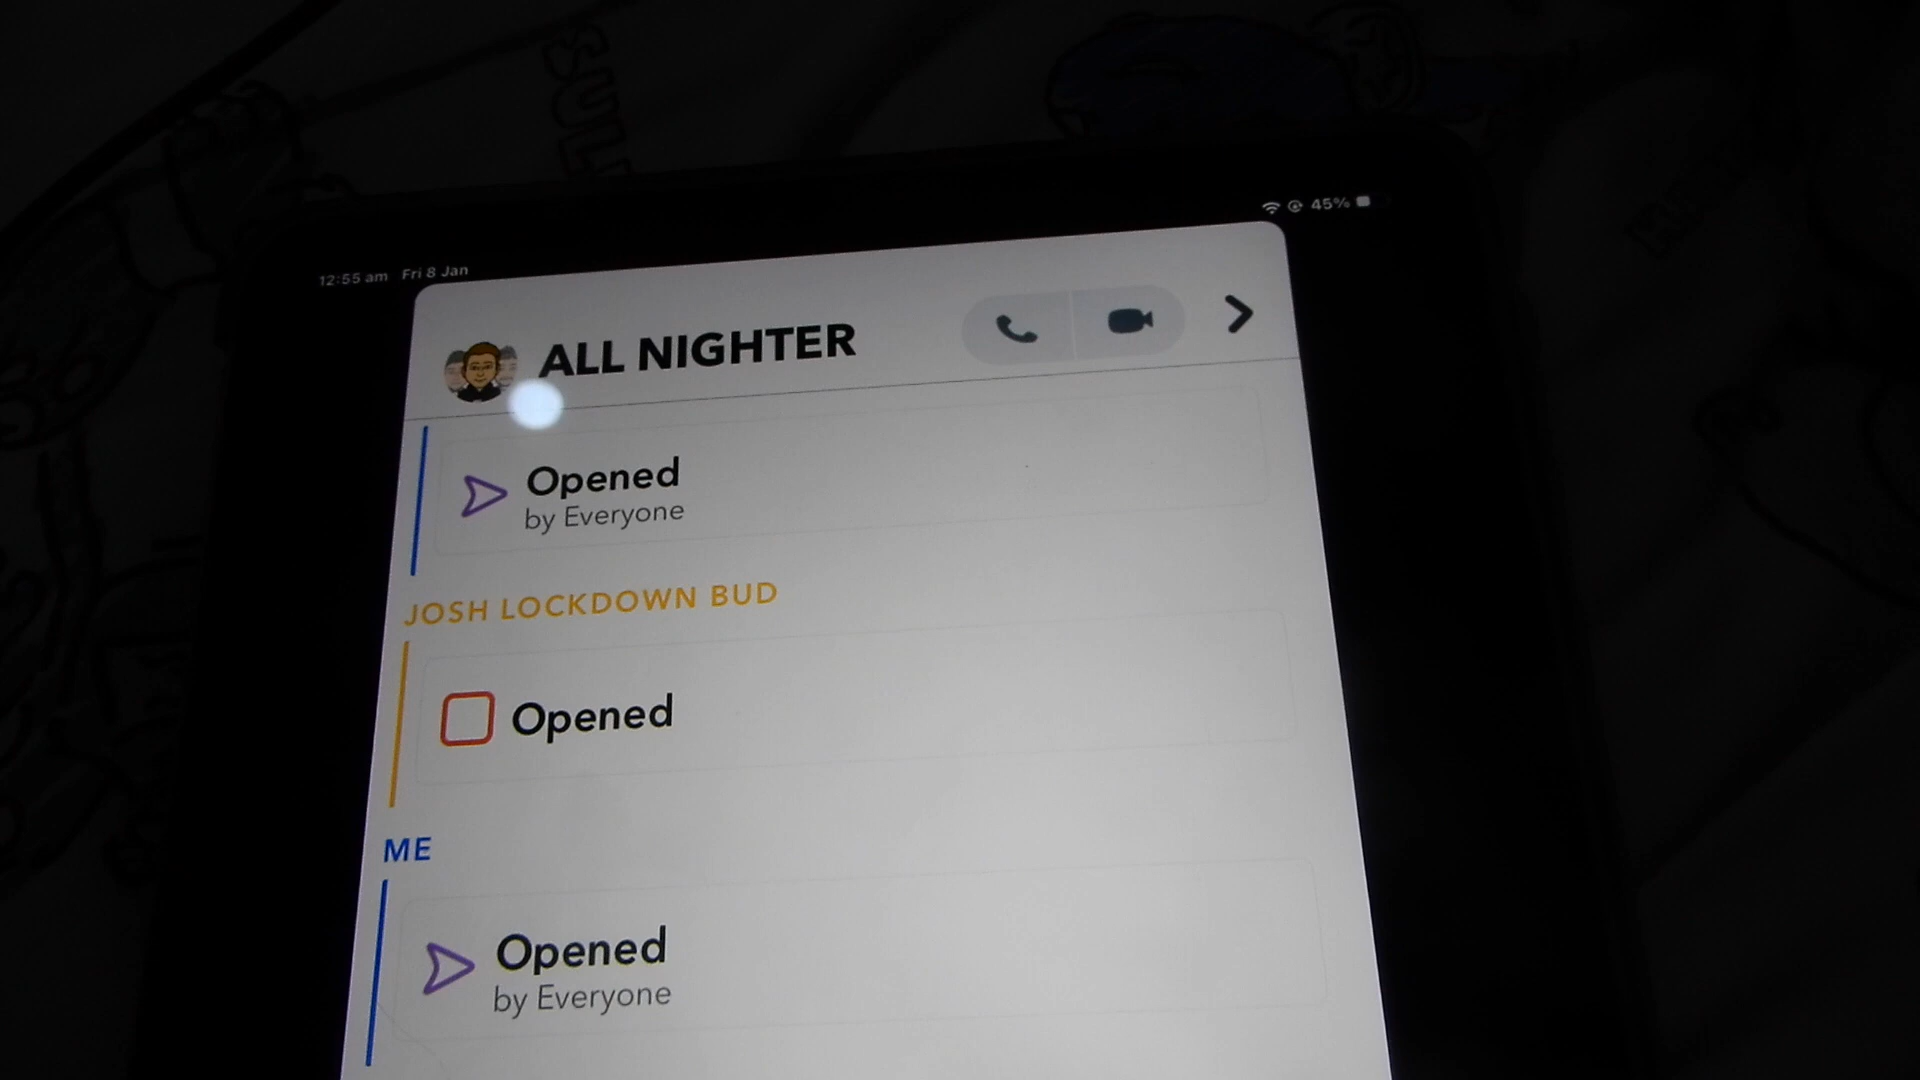 12:55 am Fri 8 Jan
45%
ALL NIGHTER
Opened
by Everyone
JOSH LOCKDOWN BUD
Opened
ME
Opened
by Everyone